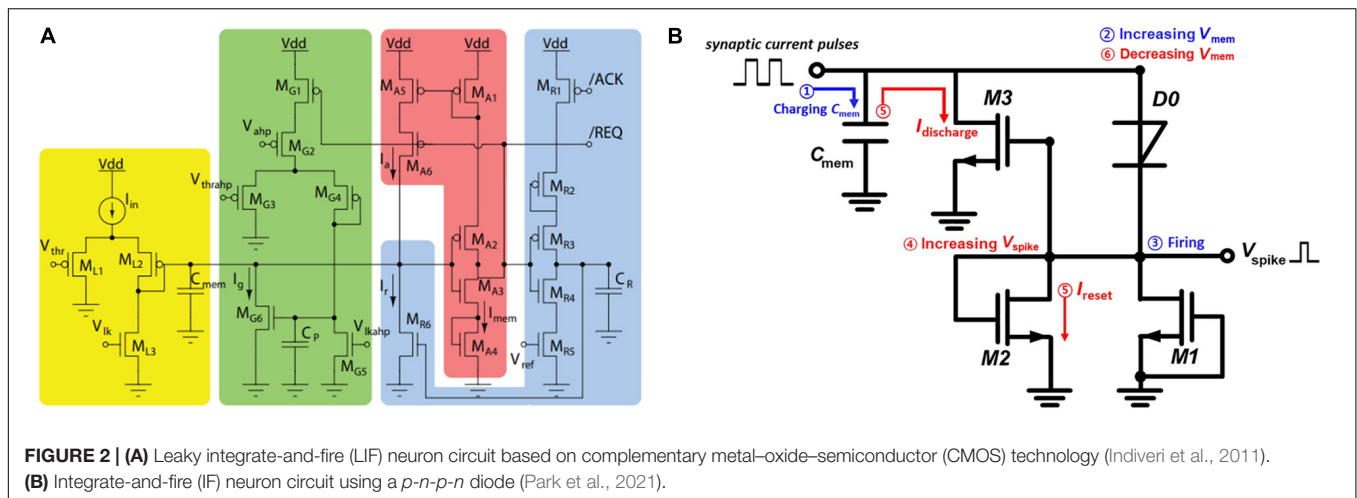 A
Vdd
Vdd
Vdd
Vdd
MG1
MA5
MA1
MR1
/ACK
Vahp
MG2
/REQ
Ia
MA6
Vdd
Vthrahp
MG3
MG4
MR2
Iin
Vthr
ML1
ML2
MA2
MR3
Cmem
Ig
Ir
MA3
MR4
CR
MG6
MR6
Imem
Vlk
ML3
CP
Vlkahp
MG5
MA4
Vref
MR5
B
synaptic current pulses
② Increasing Vmem
⑥ Decreasing Vmem
①
Charging Cmem
⑤
M3
D0
Idischarge
Cmem
④ Increasing Vspike
③ Firing
Vspike
⑤ Ireset
M2
M1
FIGURE 2 | (A) Leaky integrate-and-fire (LIF) neuron circuit based on complementary metal–oxide–semiconductor (CMOS) technology (Indiveri et al., 2011).
(B) Integrate-and-fire (IF) neuron circuit using a p-n-p-n diode (Park et al., 2021).